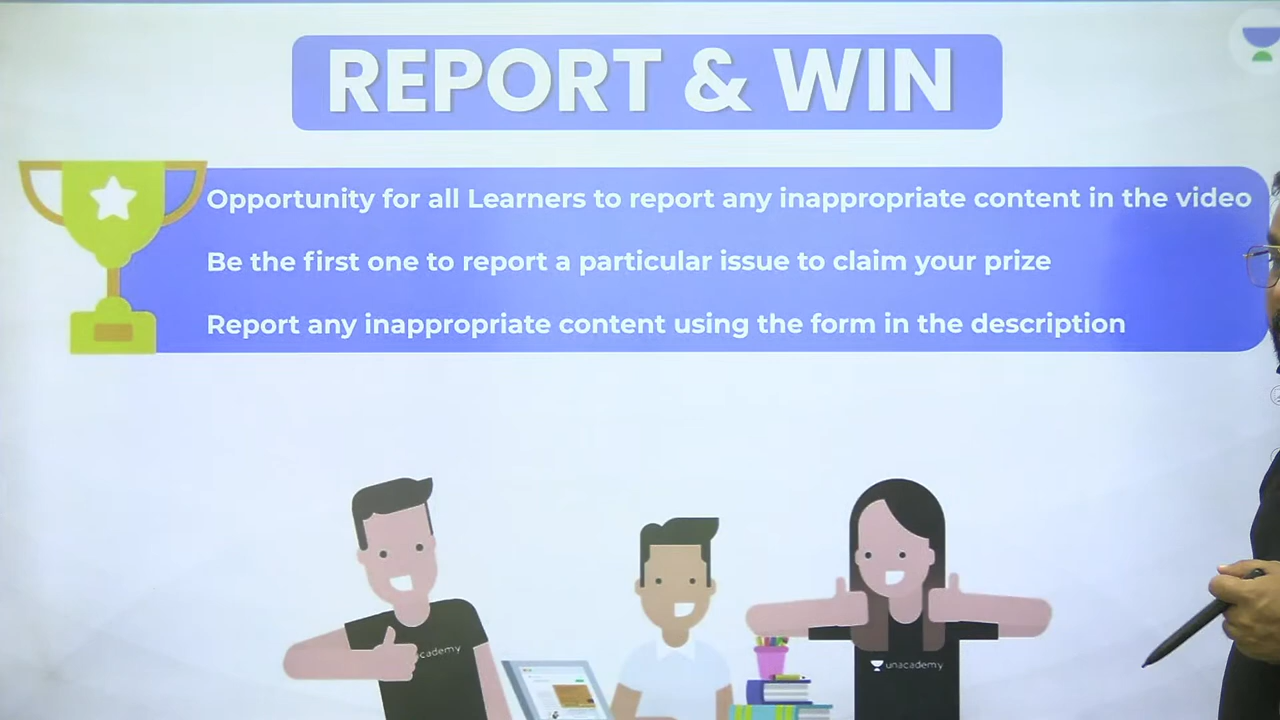 REPORT & WIN
Opportunity for all Learners to report any inappropriate content in the video
Be the first one to report a particular issue to claim your prize
Report any inappropriate content using the form in the description
cademy
unacademy